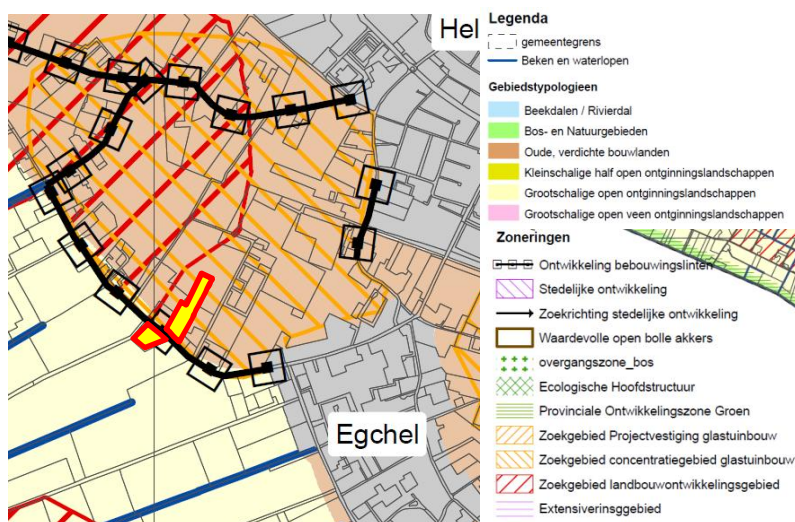 Hel
Egchel
Legenda
gemeentegrens
Beken en waterlopen
Gebiedstypologieen
Beekdalen / Rivierdal
Bos- en Natuurgebieden
Oude, verdichte bouwlanden
Kleinschalige half open ontginningslandschappen
Grootschalige open ontginningslandschappen
Grootschalige open veen ontginningslandschappen
Zoneringen
Ontwikkeling bebouwingslinten
Stedelijke ontwikkeling
Zoekrichting stedelijke ontwikkeling
Waardevolle open bolle akkers
overgangszone_bos
Ecologische Hoofdstructuur
Provinciale Ontwikkelingszone Groen
Zoekgebied Projectvestiging glastuinbouw
Zoekgebied concentratiegebied glastuinbouw
Zoekgebied landbouwontwikkelingsgebied
Extensiverinsggebied